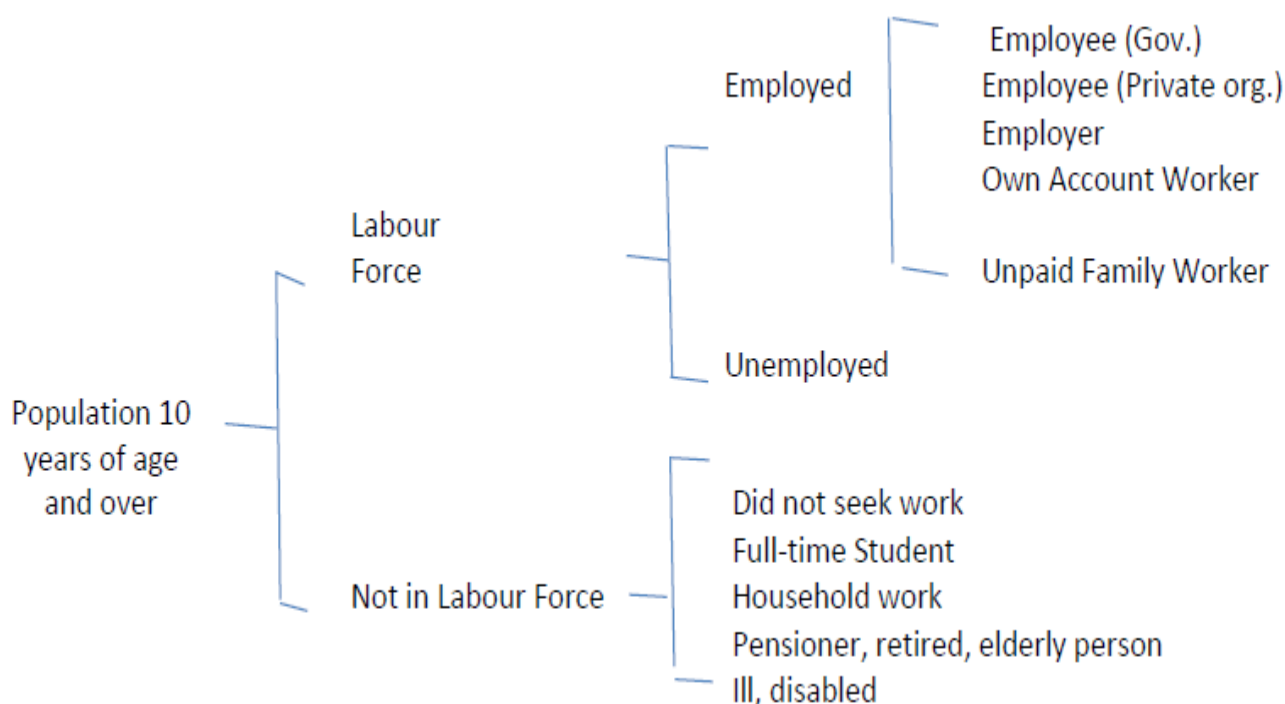 Population 10
years of age
and over
Labour
Force
Employed
Employee (Gov.)
Employee (Private org.)
Employer
Own Account Worker
Unpaid Family Worker
Unemployed
Not in Labour Force
Did not seek work
Full-time Student
Household work
Pensioner, retired, elderly person
Ill, disabled